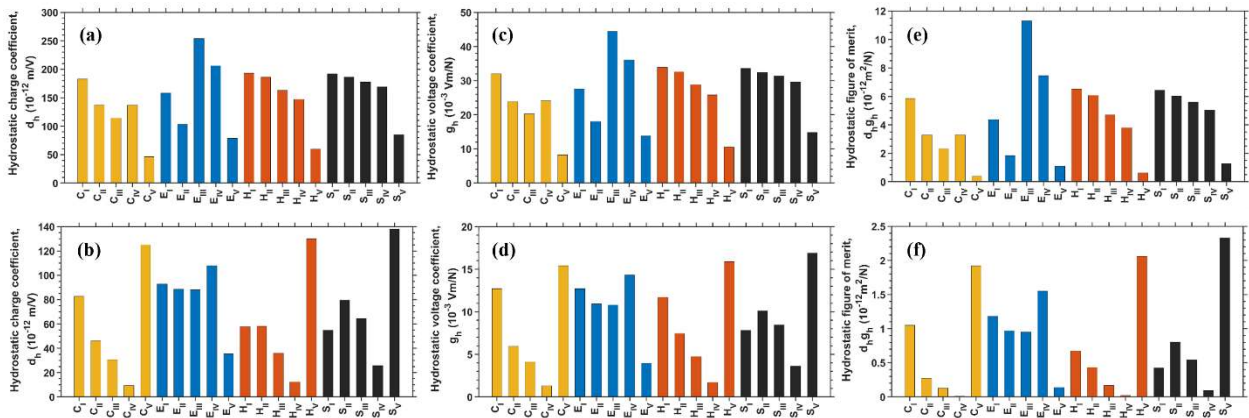 (a)
Hydrostatic charge coefficient,
d_h (10^-12 m/V)
300
250
200
150
100
50
0
C_I C_II C_III C_IV C_V E_I E_II E_III E_IV E_V H_I H_II H_III H_IV H_V S_I S_II S_III S_IV S_V
(c)
Hydrostatic voltage coefficient,
g_h (10^-3 Vm/N)
50
40
30
20
10
0
C_I C_II C_III C_IV C_V E_I E_II E_III E_IV E_V H_I H_II H_III H_IV H_V S_I S_II S_III S_IV S_V
(e)
Hydrostatic figure of merit,
d_hg_h (10^-12m^2/N)
12
10
8
6
4
2
0
C_I C_II C_III C_IV C_V E_I E_II E_III E_IV E_V H_I H_II H_III H_IV H_V S_I S_II S_III S_IV S_V
(b)
Hydrostatic charge coefficient,
d_h (10^-12 m/V)
140
120
100
80
60
40
20
0
C_I C_II C_III C_IV C_V E_I E_II E_III E_IV E_V H_I H_I H_III H_IV H_V S_I S_II S_III S_IV S_V
(d)
Hydrostatic voltage coefficient,
g_h (10^-3 Vm/N)
20
15
10
5
0
C_I C_II C_III C_IV C_V E_I E_II E_III E_IV E_V H_I H_II H_III H_IV H_V S_I S_II S_III S_IV S_V
(f)
Hydrostatic figure of merit,
d_hg_h (10^-12m^2/N)
2.5
2
1.5
1
0.5
0
C_I C_II C_III C_IV C_V E_I E_II E_III E_IV E_V H_I H_II H_III H_IV H_V S_I S_II S_III S_IV S_V